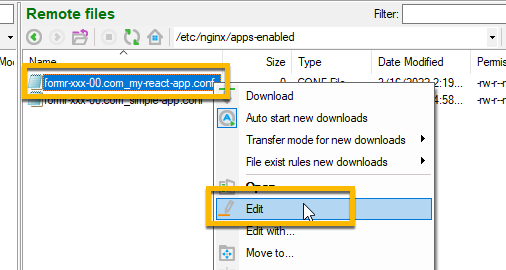 Remote files
Filter:
/etc/nginx/apps-enabled
Name Size Type Date Modified Permis
formr-xxx-00.com_my-react-app.conf 0 CONF File 2/16/2022 2:19... -rw-r--r
formr-xxx-00.com_simple-app.conf 4:58... -rw-r--r
Download
Auto start new downloads
Transfer mode for new downloads
File exist rules new downloads
Open
Edit
Edit with...
Move to...